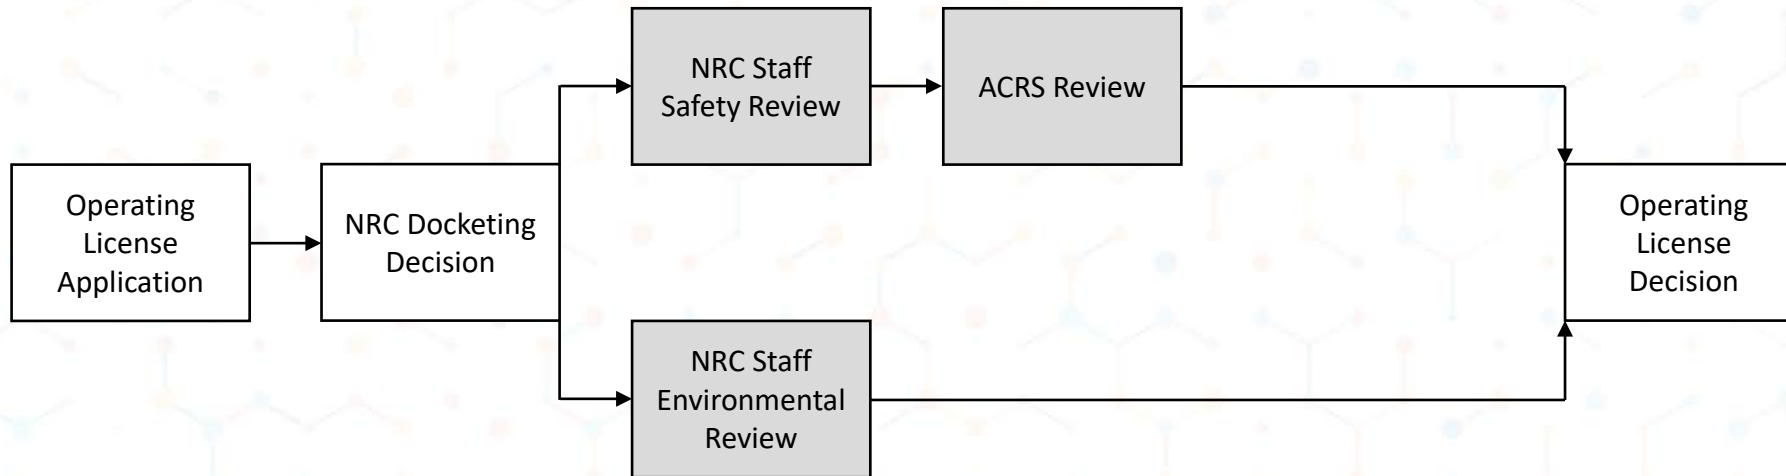 Operating
License
Application
NRC Docketing
Decision
NRC Staff
Safety Review
ACRS Review
NRC Staff
Environmental
Review
Operating
License
Decision